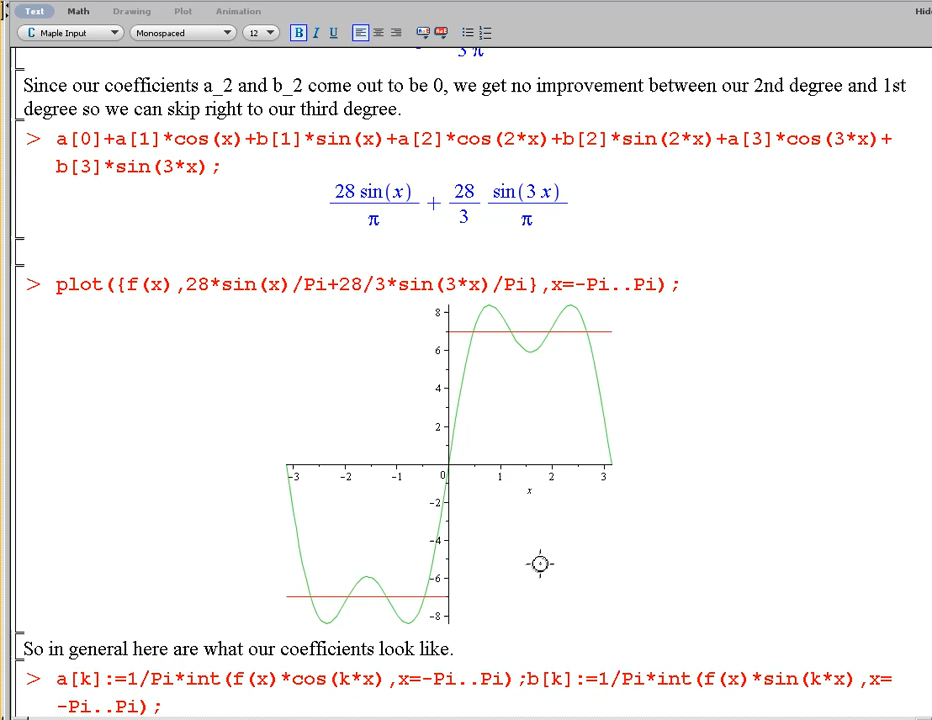 Text Math Drawing Plot Animation Hide
C Maple Input Monospaced 12 B I U
3 π
Since our coefficients a_2 and b_2 come out to be 0, we get no improvement between our 2nd degree and 1st
degree so we can skip right to our third degree.
> a[0]+a[1]*cos(x)+b[1]*sin(x)+a[2]*cos(2*x)+b[2]*sin(2*x)+a[3]*cos(3*x)+
b[3]*sin(3*x);
28 sin(x) 28 sin(3 x)
+
π 3 π
> plot({f(x),28*sin(x)/Pi+28/3*sin(3*x)/Pi},x=-Pi..Pi);
8
6
4
2
-3 -2 -1 0 1 2 3
x
-2
-4
-6
-8
So in general here are what our coefficients look like.
> a[k]:=1/Pi*int(f(x)*cos(k*x),x=-Pi..Pi);b[k]:=1/Pi*int(f(x)*sin(k*x),x=
-Pi..Pi);